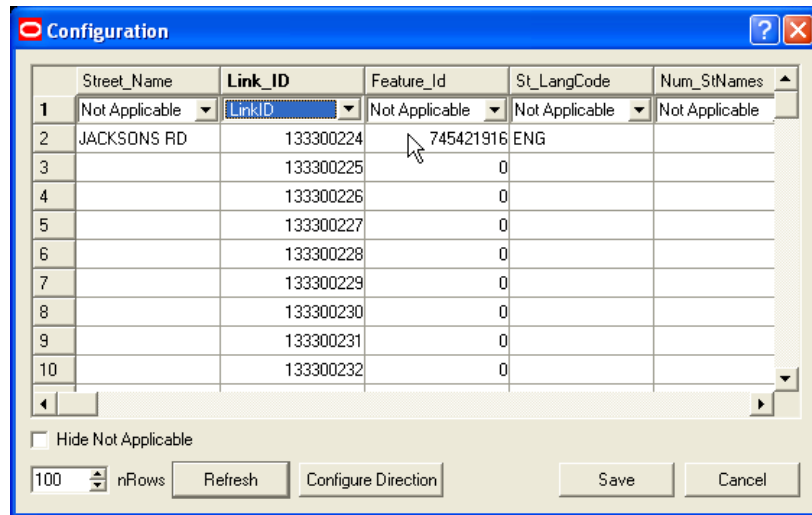 Configuration
Street_Name Link_ID Feature_Id St_LangCode Num_StNames
1 Not Applicable LinkID Not Applicable Not Applicable Not Applicable
2 JACKSONS RD 133300224 745421916 ENG
3 133300225 0
4 133300226 0
5 133300227 0
6 133300228 0
7 133300229 0
8 133300230 0
9 133300231 0
10 133300232 0
Hide Not Applicable
100 nRows Refresh Configure Direction Save Cancel